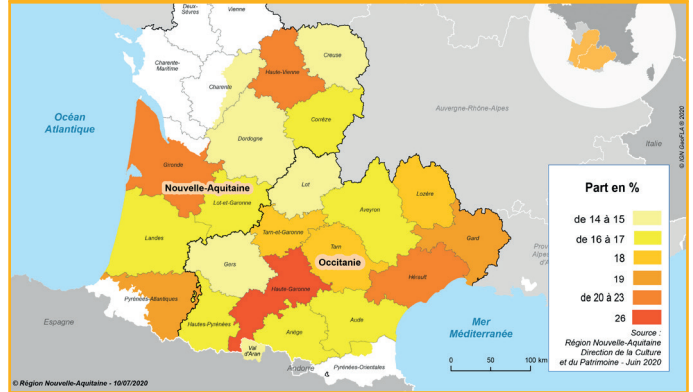 Deux-
Sèvres
Vienne
Charente-
Maritime
Charente
Haute-Vienne
Creuse
Corrèze
Dordogne
Océan
Atlantique
Gironde
Nouvelle-Aquitaine
Lot-et-Garonne
Landes
Pyrénées-Atlantiques
Lot
Aveyron
Lozère
Tarn-et-Garonne
Tarn
Gard
Occitanie
Hérault
Gers
Haute-Garonne
Hautes-Pyrénées
Ariège
Aude
Val
d'Aran
Pyrénées-Orientales
Andorre
Espagne
Auvergne-Rhône-Alpes
Italie
Mer
Méditerranée
0 50 100 km
Part en %
de 14 à 15
de 16 à 17
18
19
de 20 à 23
26
Source :
Région Nouvelle-Aquitaine
Direction de la Culture
et du Patrimoine - Juin 2020
© IGN GeoFLA ® 2020
© Région Nouvelle-Aquitaine - 10/07/2020